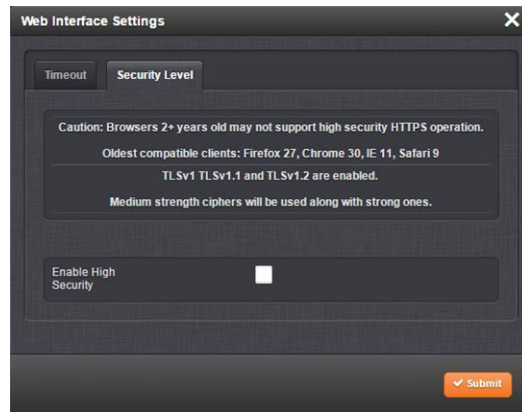 Web Interface Settings
Timeout
Security Level
Caution: Browsers 2+ years old may not support high security HTTPS operation.
Oldest compatible clients: Firefox 27, Chrome 30, IE 11, Safari 9
TLSv1 TLSv1.1 and TLSv1.2 are enabled.
Medium strength ciphers will be used along with strong ones.
Enable High
Security
Submit